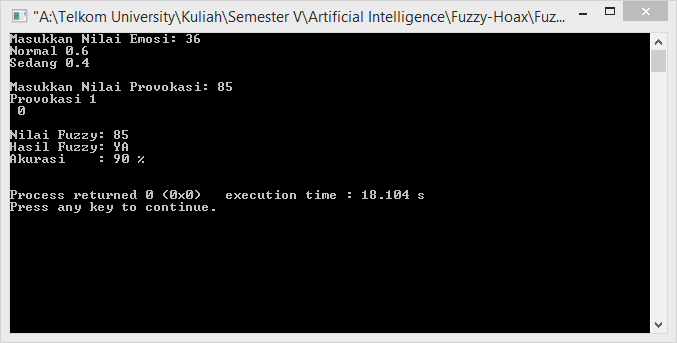 "A:\Telkom University\Kuliah\Semester V\Artificial Intelligence\Fuzzy-Hoax\Fuz...
Masukkan Nilai Emosi: 36
Normal 0.6
Sedang 0.4
Masukkan Nilai Provokasi: 85
Provokasi 1
0
Nilai Fuzzy: 85
Hasil Fuzzy: YA
Akurasi    : 90 %
Process returned 0 (0x0)   execution time : 18.104 s
Press any key to continue.